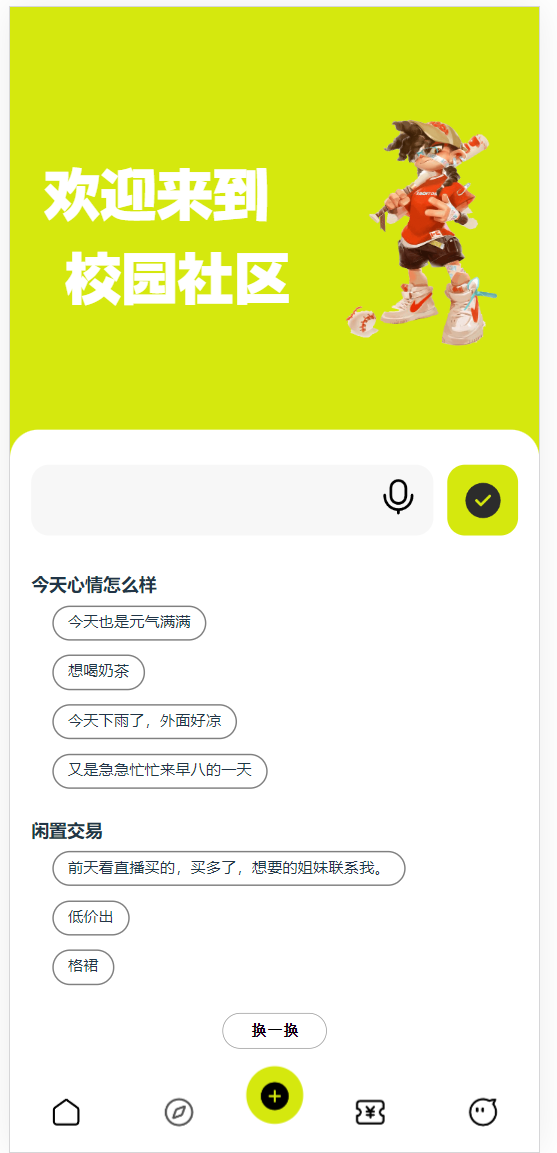 欢迎来到
校园社区
今天心情怎么样
今天也是元气满满
想喝奶茶
今天下雨了，外面好凉
又是急急忙忙来早八的一天
闲置交易
前天看直播买的，买多了，想要的姐妹联系我。
低价出
格裙
换一换